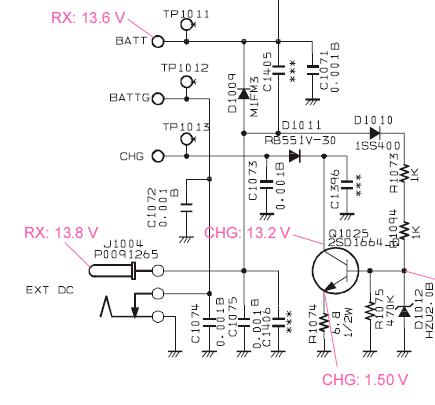 RX: 13.6 V
TP1011
BATT
TP1012
BATTG
TP1013
CHG
D1009
M1FM3
C1405
***
C1071
0.001B
D1011
RB551V-30
D1010
1SS400
C1072
0.001
B
C1073
0.001B
C1396
***
R1073
1K
R1094
1K
RX: 13.8 V
J1004
P0091265
CHG: 13.2 V
Q1025
2SD1664
EXT DC
C1074
0.001B
C1075
0.001B
C1406
***
R1074
6.8
1/2W
R1075
470K
D1012
HZU2.0B
CHG: 1.50 V